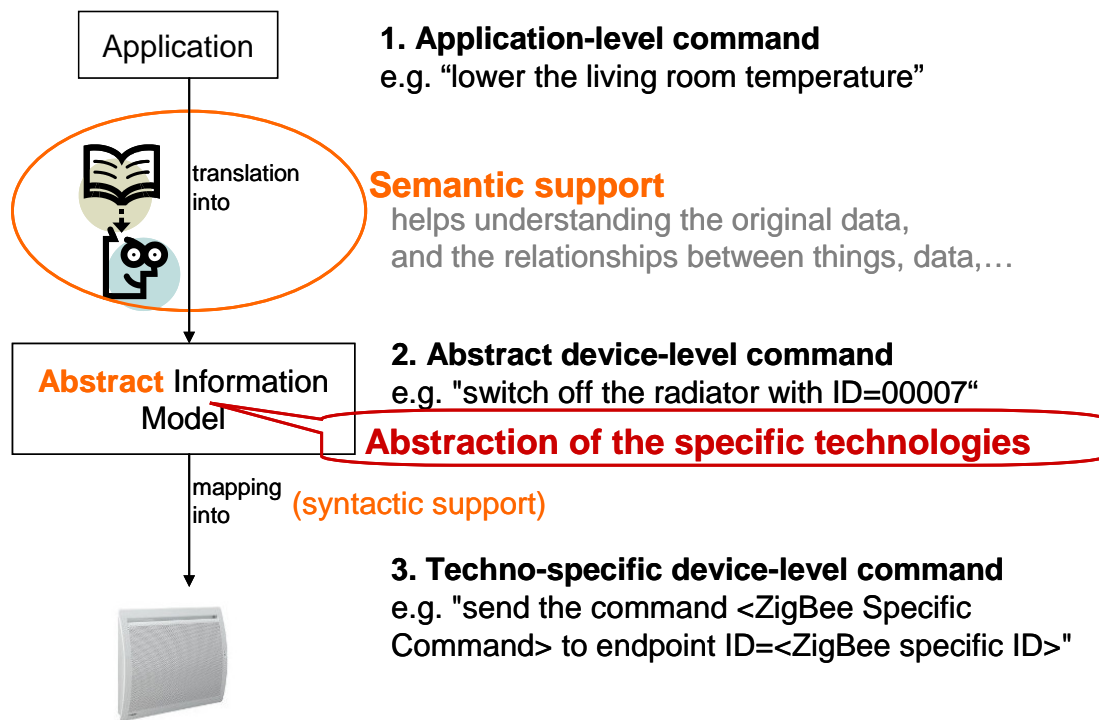 Application
1. Application-level command
e.g. “lower the living room temperature”
translation
into
Semantic support
helps understanding the original data,
and the relationships between things, data,…
Abstract Information
Model
2. Abstract device-level command
e.g. "switch off the radiator with ID=00007“
Abstraction of the specific technologies
mapping
into
(syntactic support)
3. Techno-specific device-level command
e.g. "send the command <ZigBee Specific
Command> to endpoint ID=<ZigBee specific ID>"